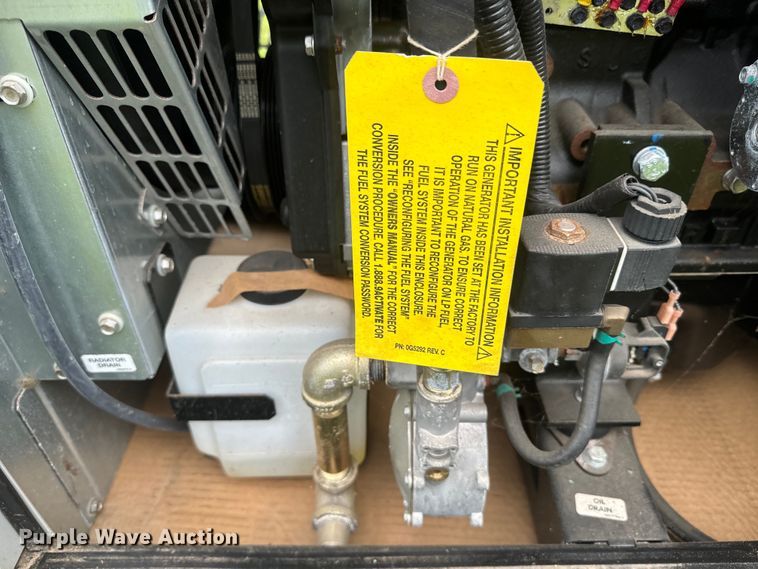 ⚠ IMPORTANT INSTALLATION INFORMATION ⚠
THIS GENERATOR HAS BEEN SET AT THE FACTORY TO
RUN ON NATURAL GAS. TO ENSURE CORRECT
OPERATION OF THE GENERATOR ON LP FUEL,
IT IS IMPORTANT TO RECONFIGURE THE
FUEL SYSTEM INSIDE THIS ENCLOSURE.
SEE "RECONFIGURING THE FUEL SYSTEM"
INSIDE THE "OWNERS MANUAL" FOR THE CORRECT
CONVERSION PROCEDURE. CALL 1.888.9ACTIVATE FOR
THE FUEL SYSTEM CONVERSION PASSWORD.
PN: 0G5292 REV. C
RADIATOR
DRAIN
OIL
DRAIN
Purple Wave Auction